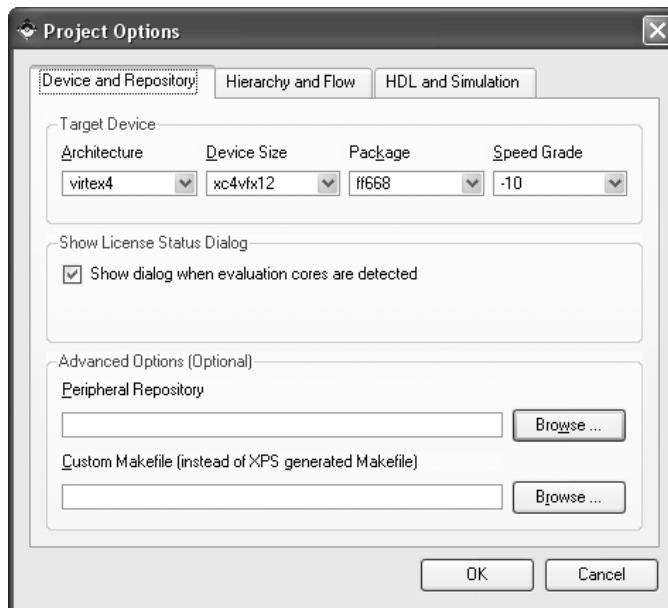 Project Options
Device and Repository Hierarchy and Flow HDL and Simulation
Target Device
Architecture Device Size Package Speed Grade
virtex4 xc4vfx12 ff668 -10
Show License Status Dialog
Show dialog when evaluation cores are detected
Advanced Options (Optional)
Peripheral Repository
Browse ...
Custom Makefile (instead of XPS generated Makefile)
Browse ...
OK Cancel